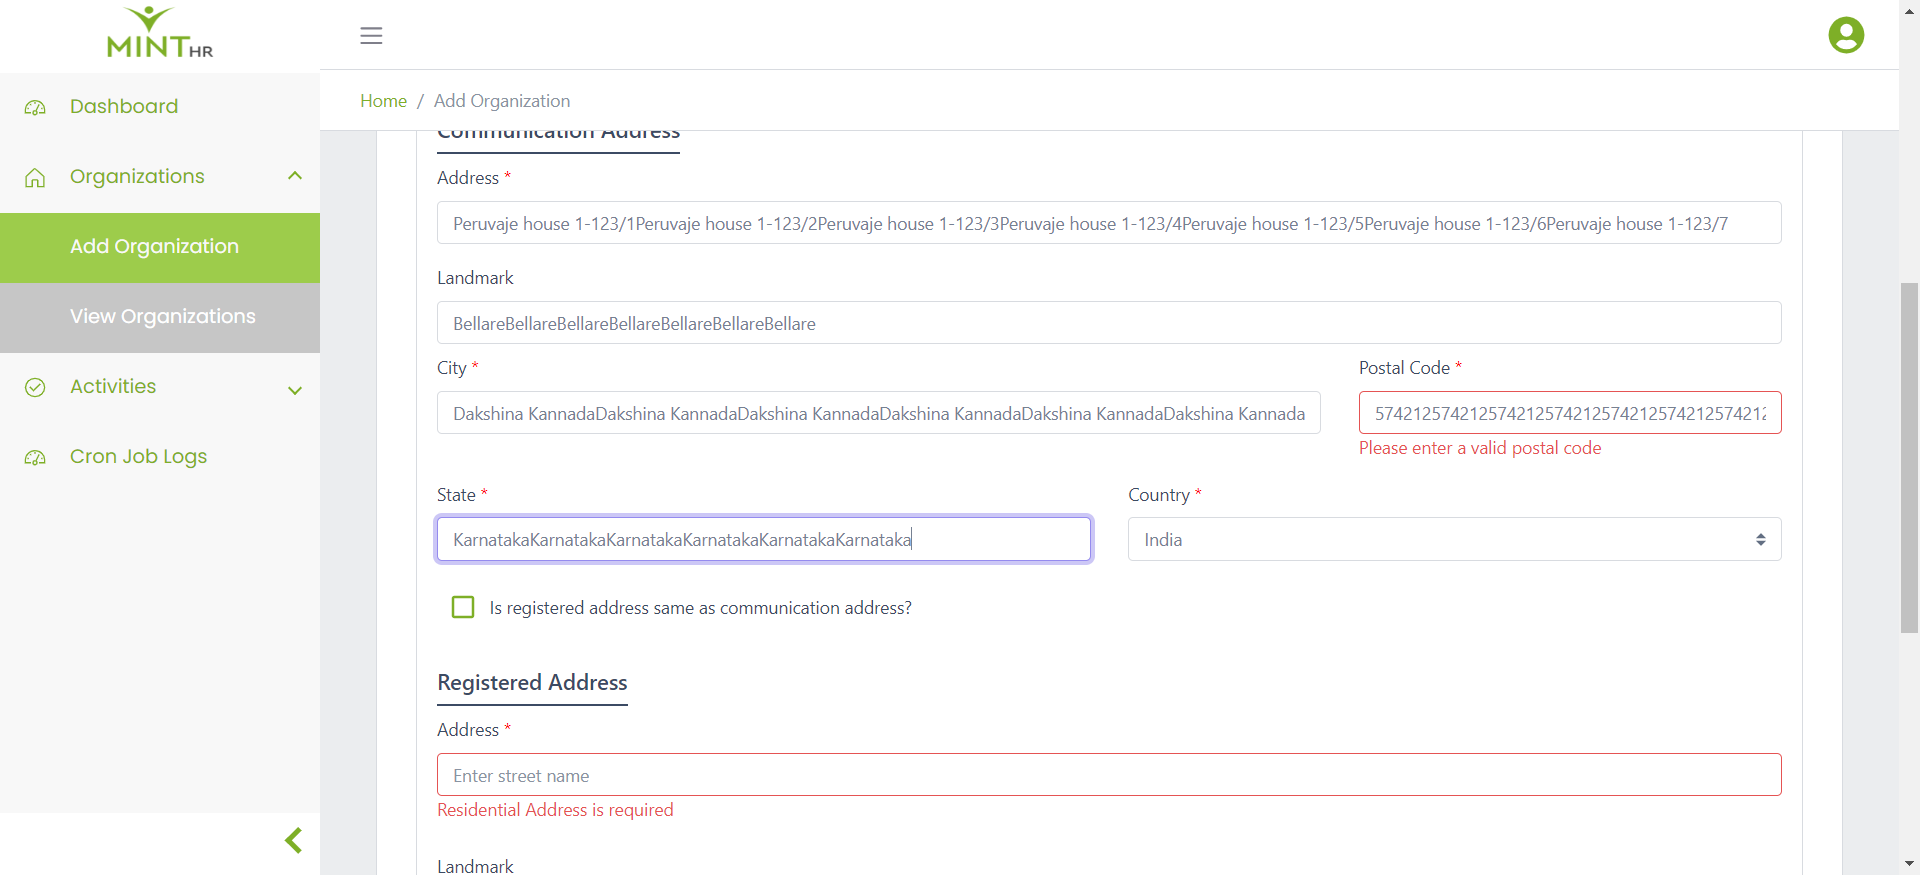 MINT HR
Dashboard
Organizations
Add Organization
View Organizations
Activities
Cron Job Logs
Home / Add Organization
Communication Address
Address *
Peruvaje house 1-123/1Peruvaje house 1-123/2Peruvaje house 1-123/3Peruvaje house 1-123/4Peruvaje house 1-123/5Peruvaje house 1-123/6Peruvaje house 1-123/7
Landmark
BellareBellareBellareBellareBellareBellareBellare
City *
Postal Code *
Dakshina KannadaDakshina KannadaDakshina KannadaDakshina KannadaDakshina KannadaDakshina Kannada
574212574212574212574212574212574212574212
Please enter a valid postal code
State *
Country *
KarnatakaKarnatakaKarnatakaKarnatakaKarnatakaKarnataka
India
Is registered address same as communication address?
Registered Address
Address *
Enter street name
Residential Address is required
Landmark